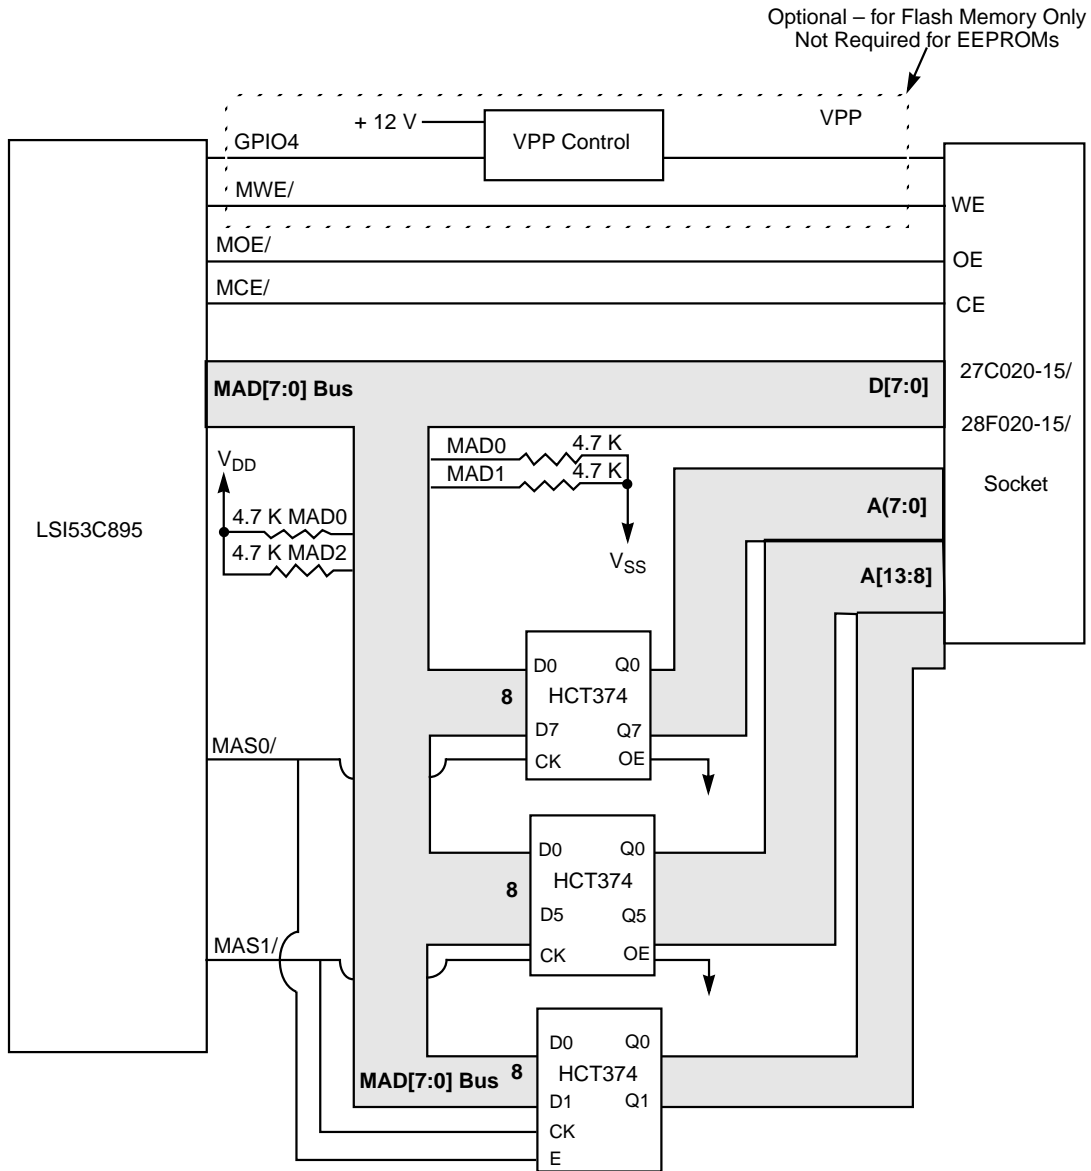 Optional – for Flash Memory Only
Not Required for EEPROMs
+ 12 V
VPP Control
VPP
GPIO4
MWE/
WE
MOE/
OE
MCE/
CE
MAD[7:0] Bus
D[7:0]
27C020-15/
28F020-15/
Socket
MAD0
4.7 K
MAD1
4.7 K
VDD
VSS
4.7 K MAD0
4.7 K MAD2
LSI53C895
A(7:0]
A[13:8]
D0
Q0
8
HCT374
D7
Q7
CK
OE
MAS0/
D0
Q0
8
HCT374
D5
Q5
CK
OE
MAS1/
D0
Q0
MAD[7:0] Bus
8
HCT374
D1
Q1
CK
E